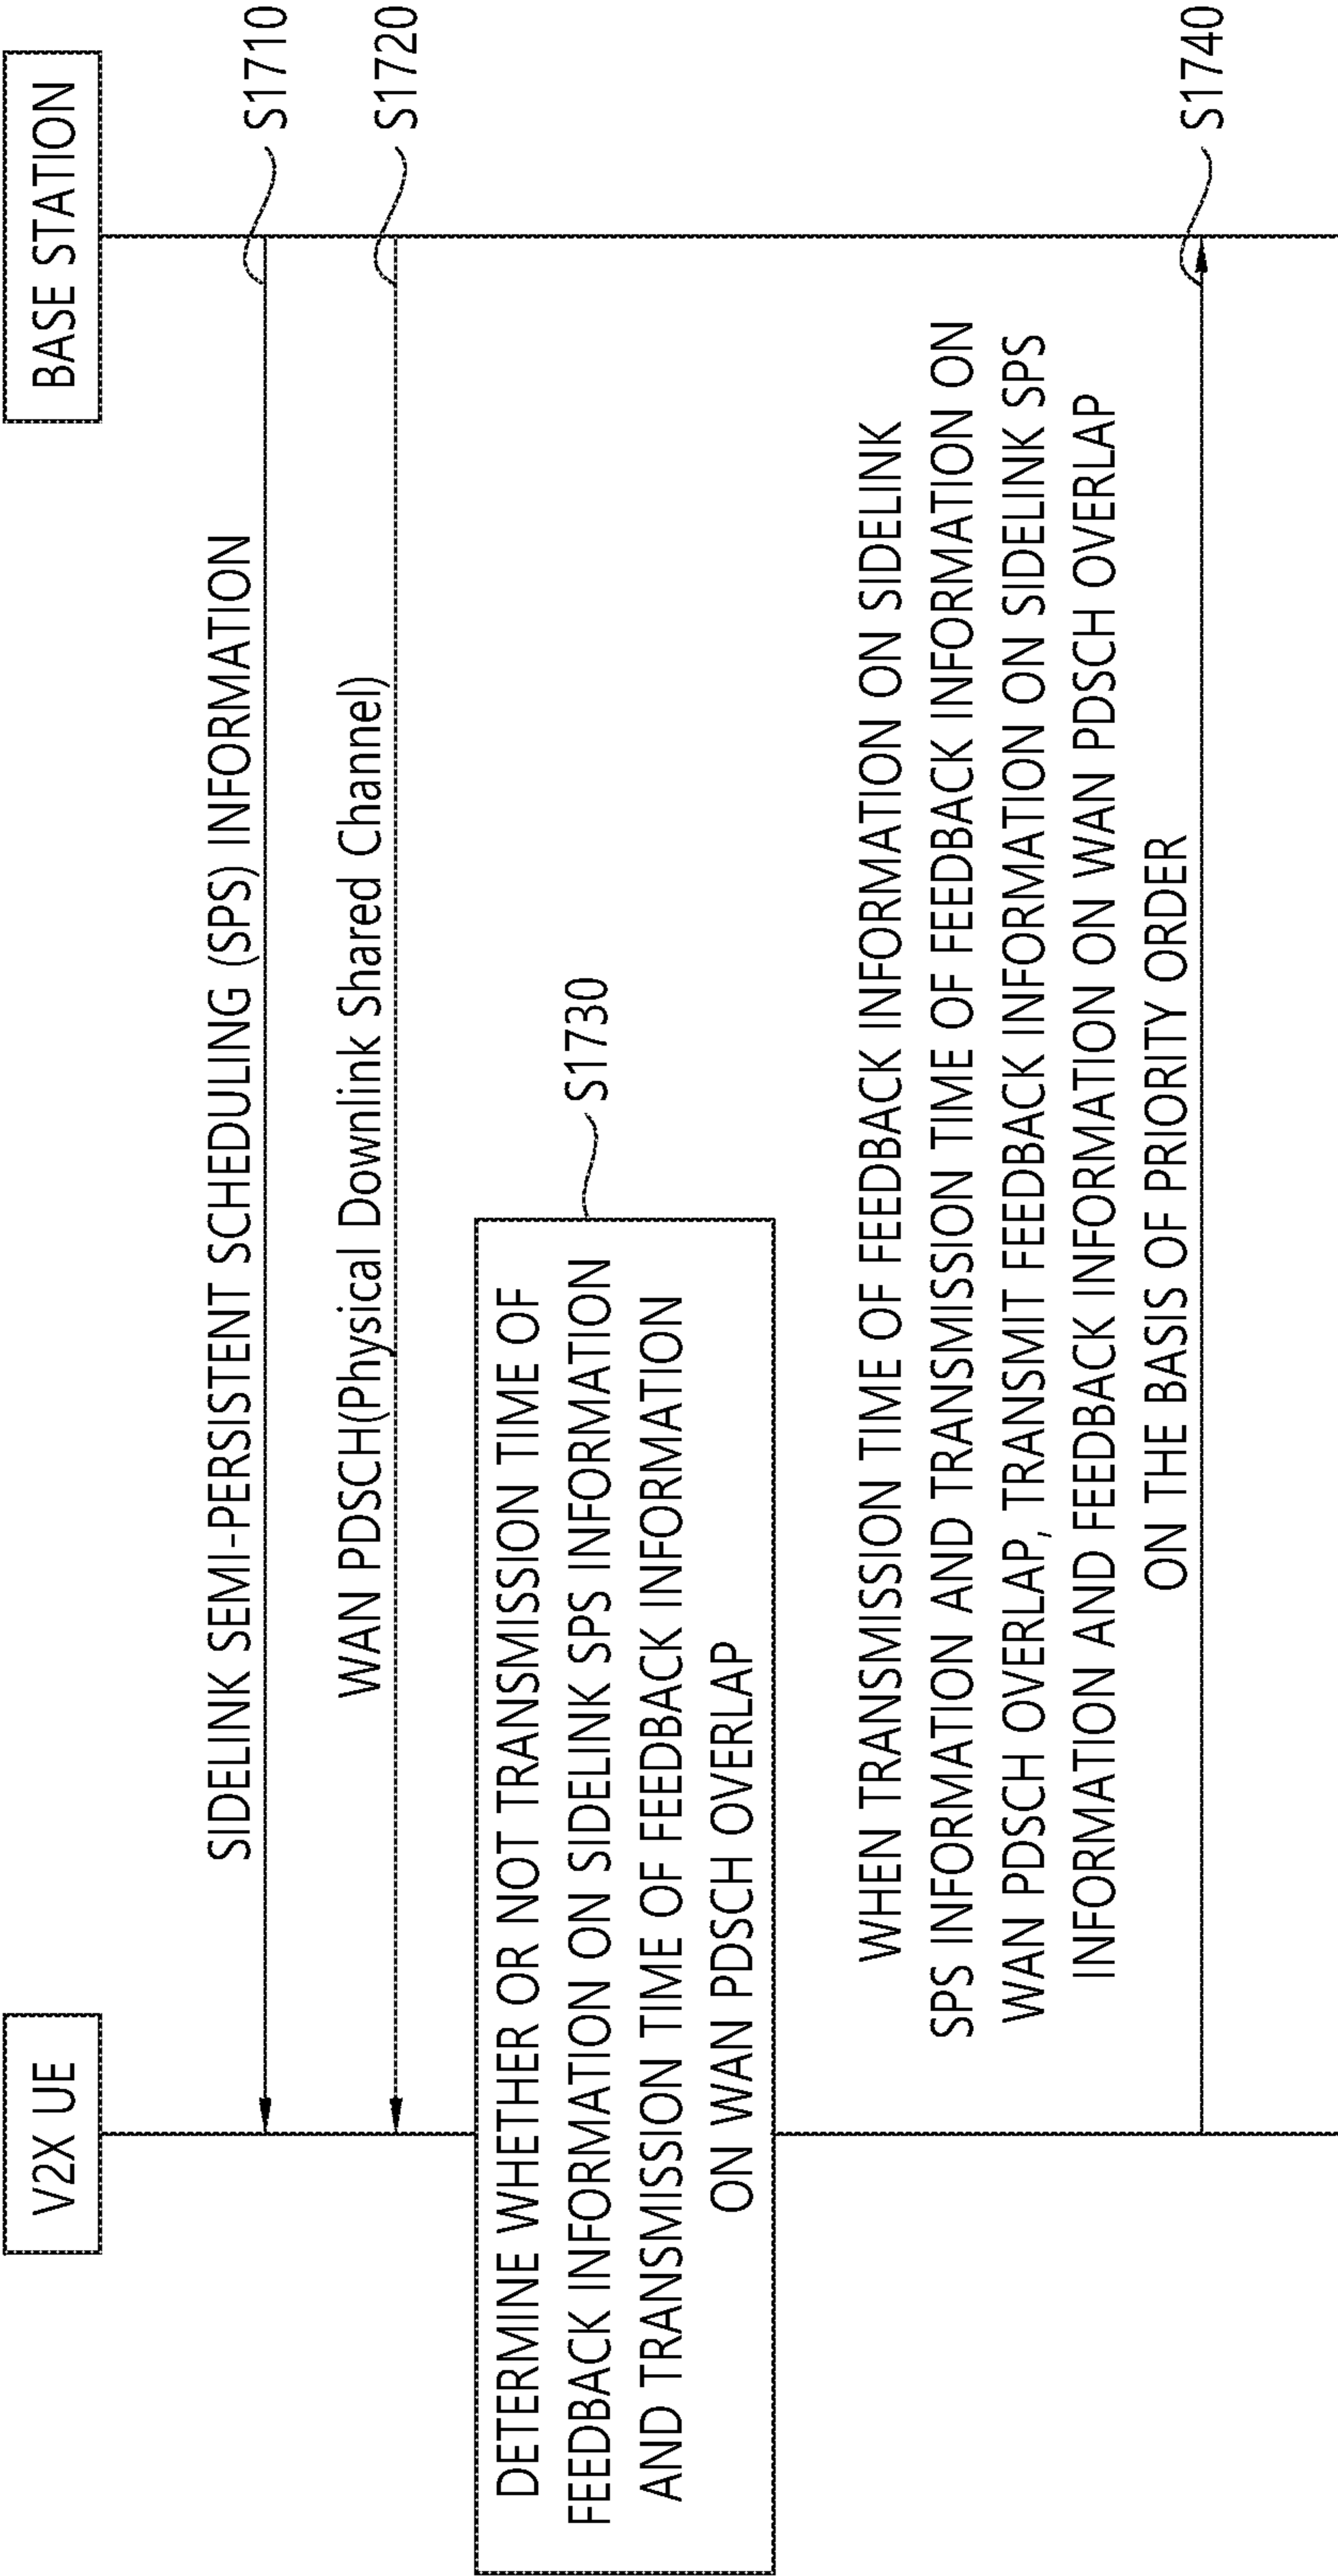 V2X UE
BASE STATION
SIDELINK SEMI-PERSISTENT SCHEDULING (SPS) INFORMATION
S1710
WAN PDSCH(Physical Downlink Shared Channel)
S1720
DETERMINE WHETHER OR NOT TRANSMISSION TIME OF
FEEDBACK INFORMATION ON SIDELINK SPS INFORMATION
AND TRANSMISSION TIME OF FEEDBACK INFORMATION
ON WAN PDSCH OVERLAP
S1730
WHEN TRANSMISSION TIME OF FEEDBACK INFORMATION ON SIDELINK
SPS INFORMATION AND TRANSMISSION TIME OF FEEDBACK INFORMATION ON
WAN PDSCH OVERLAP, TRANSMIT FEEDBACK INFORMATION ON SIDELINK SPS
INFORMATION AND FEEDBACK INFORMATION ON WAN PDSCH OVERLAP
ON THE BASIS OF PRIORITY ORDER
S1740